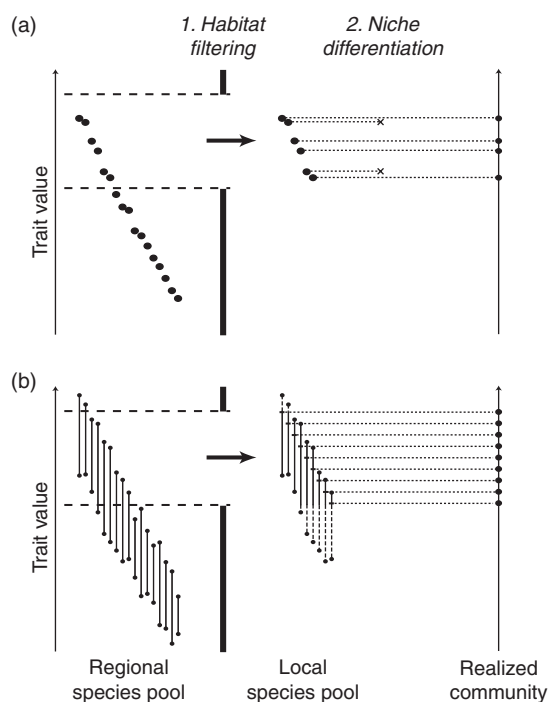 (a)
1. Habitat
filtering
2. Niche
differentiation
Trait value
(b)
Trait value
Regional
species pool
Local
species pool
Realized
community